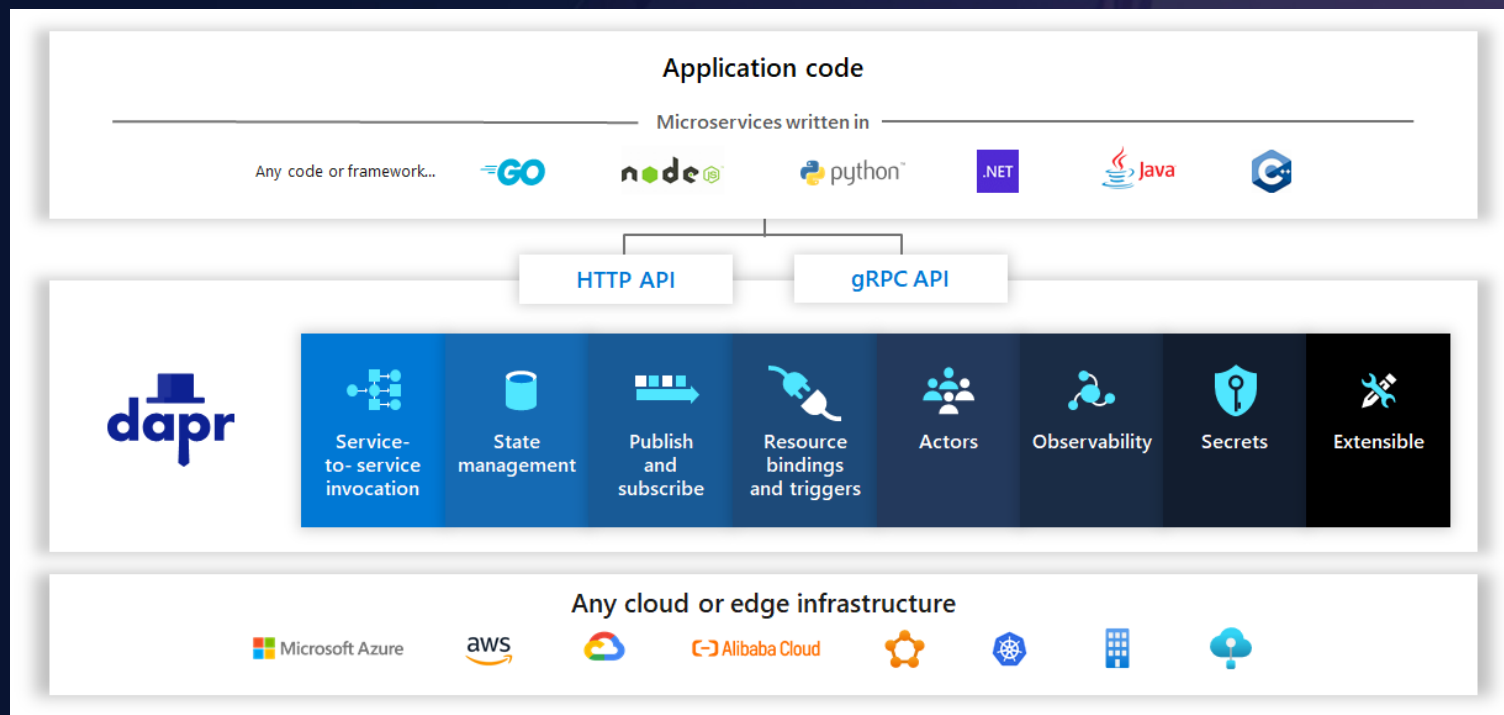 Application code
Microservices written in
Any code or framework...
GO
node
JS
python™
.NET
Java
C++
HTTP API
gRPC API
dapr
Service-
to- service
invocation
State
management
Publish
and
subscribe
Resource
bindings
and triggers
Actors
Observability
Secrets
Extensible
Any cloud or edge infrastructure
Microsoft Azure
aws
Alibaba Cloud